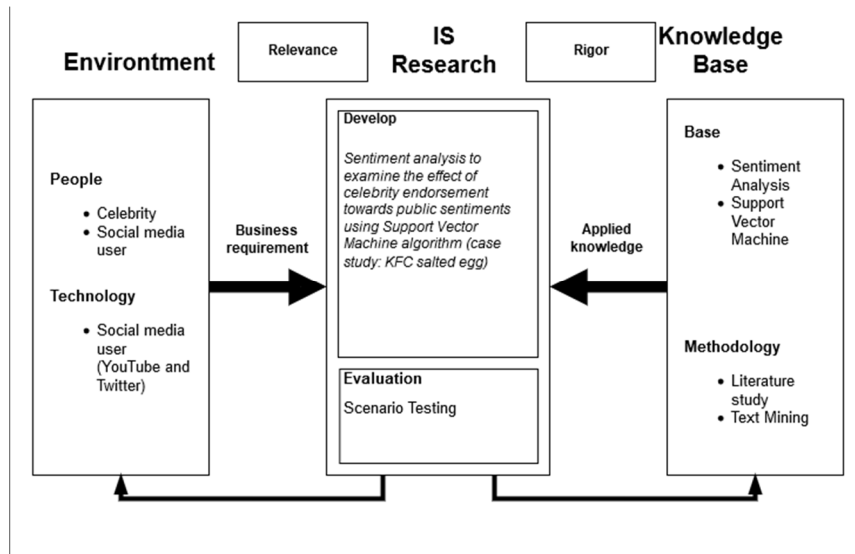 Environtment
Relevance
IS
Research
Rigor
Knowledge
Base
People
• Celebrity
• Social media
user
Technology
• Social media
user
(YouTube and
Twitter)
Business
requirement
Develop
Sentiment analysis to
examine the effect of
celebrity endorsement
towards public sentiments
using Support Vector
Machine algorithm (case
study: KFC salted egg)
Evaluation
Scenario Testing
Applied
knowledge
Base
• Sentiment
Analysis
• Support
Vector
Machine
Methodology
• Literature
study
• Text Mining